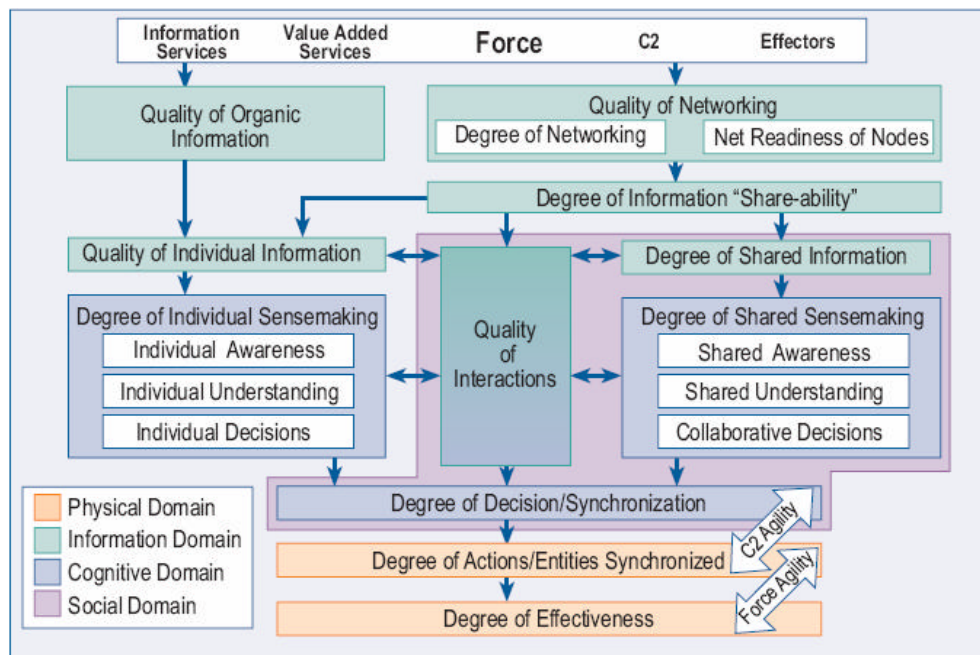 Information Services
Value Added Services
Force
C2
Effectors
Quality of Organic
Information
Quality of Networking
Degree of Networking
Net Readiness of Nodes
Degree of Information “Share-ability”
Quality of Individual Information
Degree of Shared Information
Degree of Individual Sensemaking
Individual Awareness
Individual Understanding
Individual Decisions
Quality
of
Interactions
Degree of Shared Sensemaking
Shared Awareness
Shared Understanding
Collaborative Decisions
Degree of Decision/Synchronization
C2 Agility
Degree of Actions/Entities Synchronized
Force Agility
Degree of Effectiveness
Physical Domain
Information Domain
Cognitive Domain
Social Domain